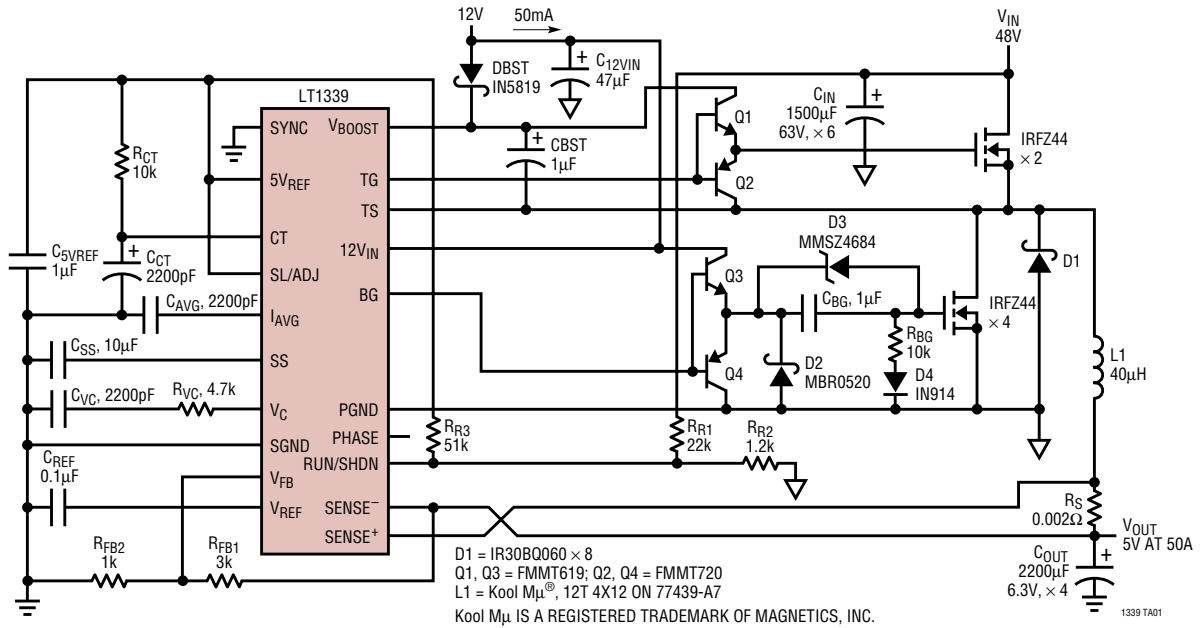 12V
50mA
DBST
IN5819
+
C12VIN
47µF
VIN
48V
CIN
1500µF
63V, × 6
+
LT1339
SYNC
VBOOST
5VREF
TG
TS
CT
12VIN
SL/ADJ
BG
IAVG
SS
VC
PGND
SGND
PHASE
RUN/SHDN
VFB
VREF
SENSE–
SENSE+
RCT
10k
C5VREF
1µF
+
CCT
2200pF
CAVG, 2200pF
CSS, 10µF
CVC, 2200pF
RVC, 4.7k
CREF
0.1µF
RFB2
1k
RFB1
3k
+
CBST
1µF
Q1
Q2
IRFZ44
× 2
D3
MMSZ4684
D1
Q3
CBG, 1µF
IRFZ44
× 4
RBG
10k
Q4
D2
MBR0520
D4
IN914
L1
40µH
RR3
51k
RR1
22k
RR2
1.2k
RS
0.002Ω
VOUT
5V AT 50A
COUT
2200µF
6.3V, × 4
+
D1 = IR30BQ060 × 8
Q1, Q3 = FMMT619; Q2, Q4 = FMMT720
L1 = Kool Mµ®, 12T 4X12 ON 77439-A7
Kool Mµ IS A REGISTERED TRADEMARK OF MAGNETICS, INC.
1339 TA01